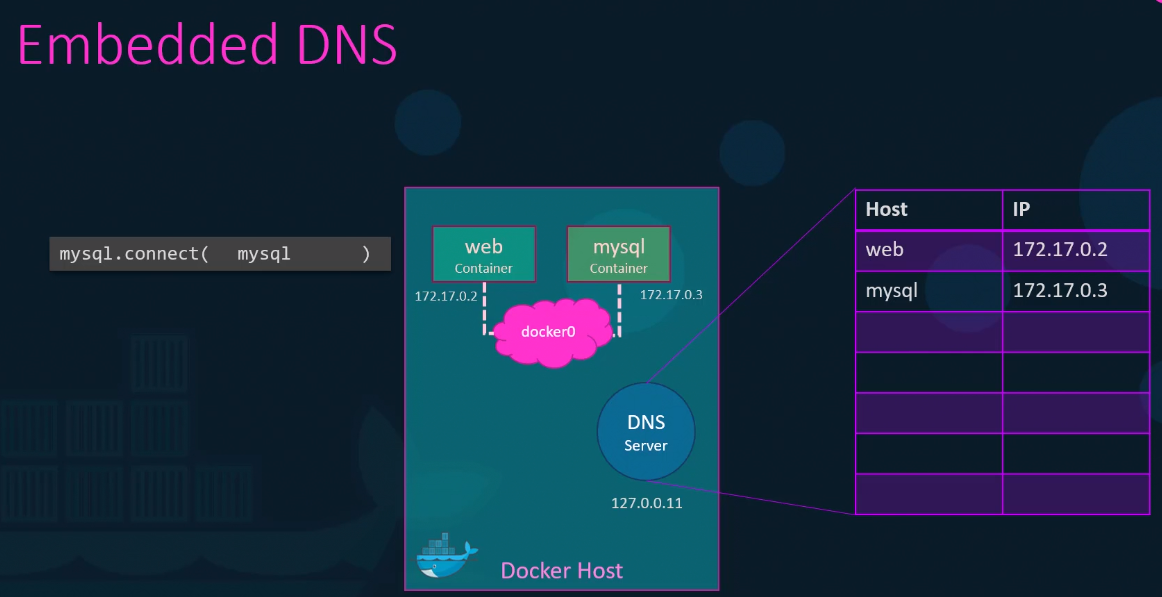 Embedded DNS
mysql.connect( mysql )
web
Container
172.17.0.2
mysql
Container
172.17.0.3
docker0
DNS
Server
127.0.0.11
Docker Host
Host IP
web 172.17.0.2
mysql 172.17.0.3